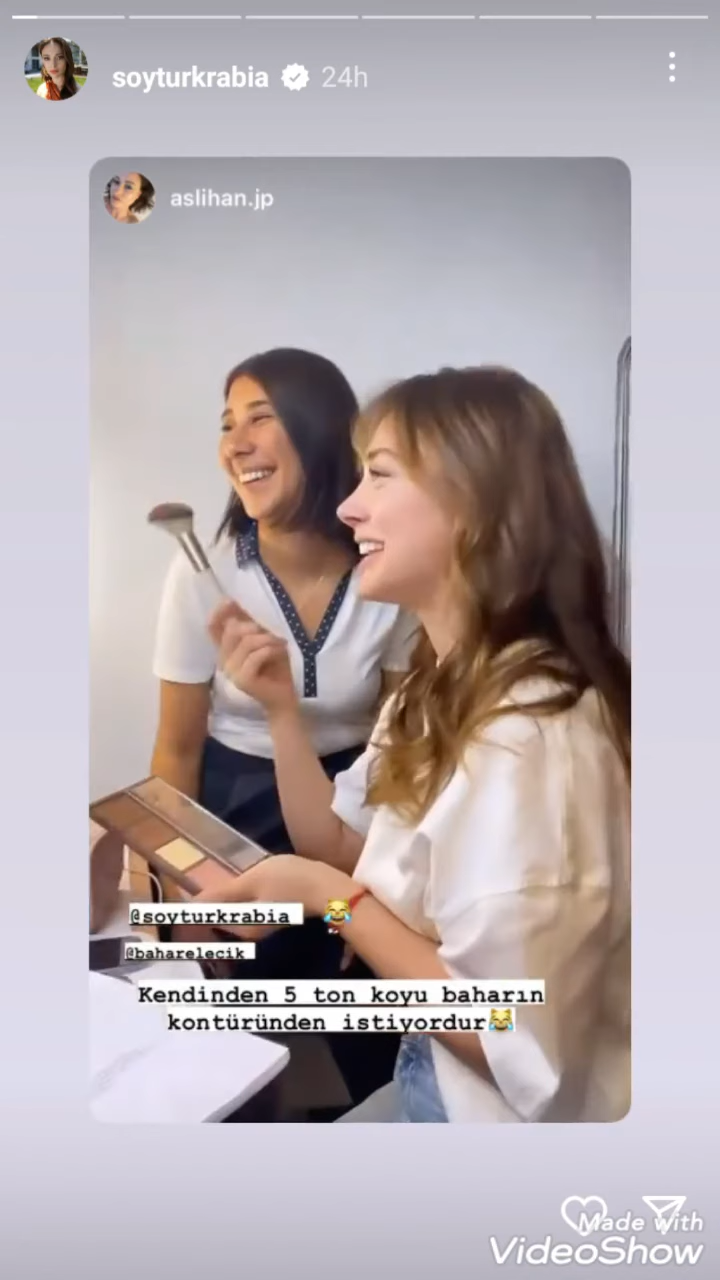 soyturkrabia 24h
aslihan.jp
@soyturkrabia 😹
@baharelecik
Kendinden 5 ton koyu baharın
kontüründen istiyordur😹
Made with
VideoShow